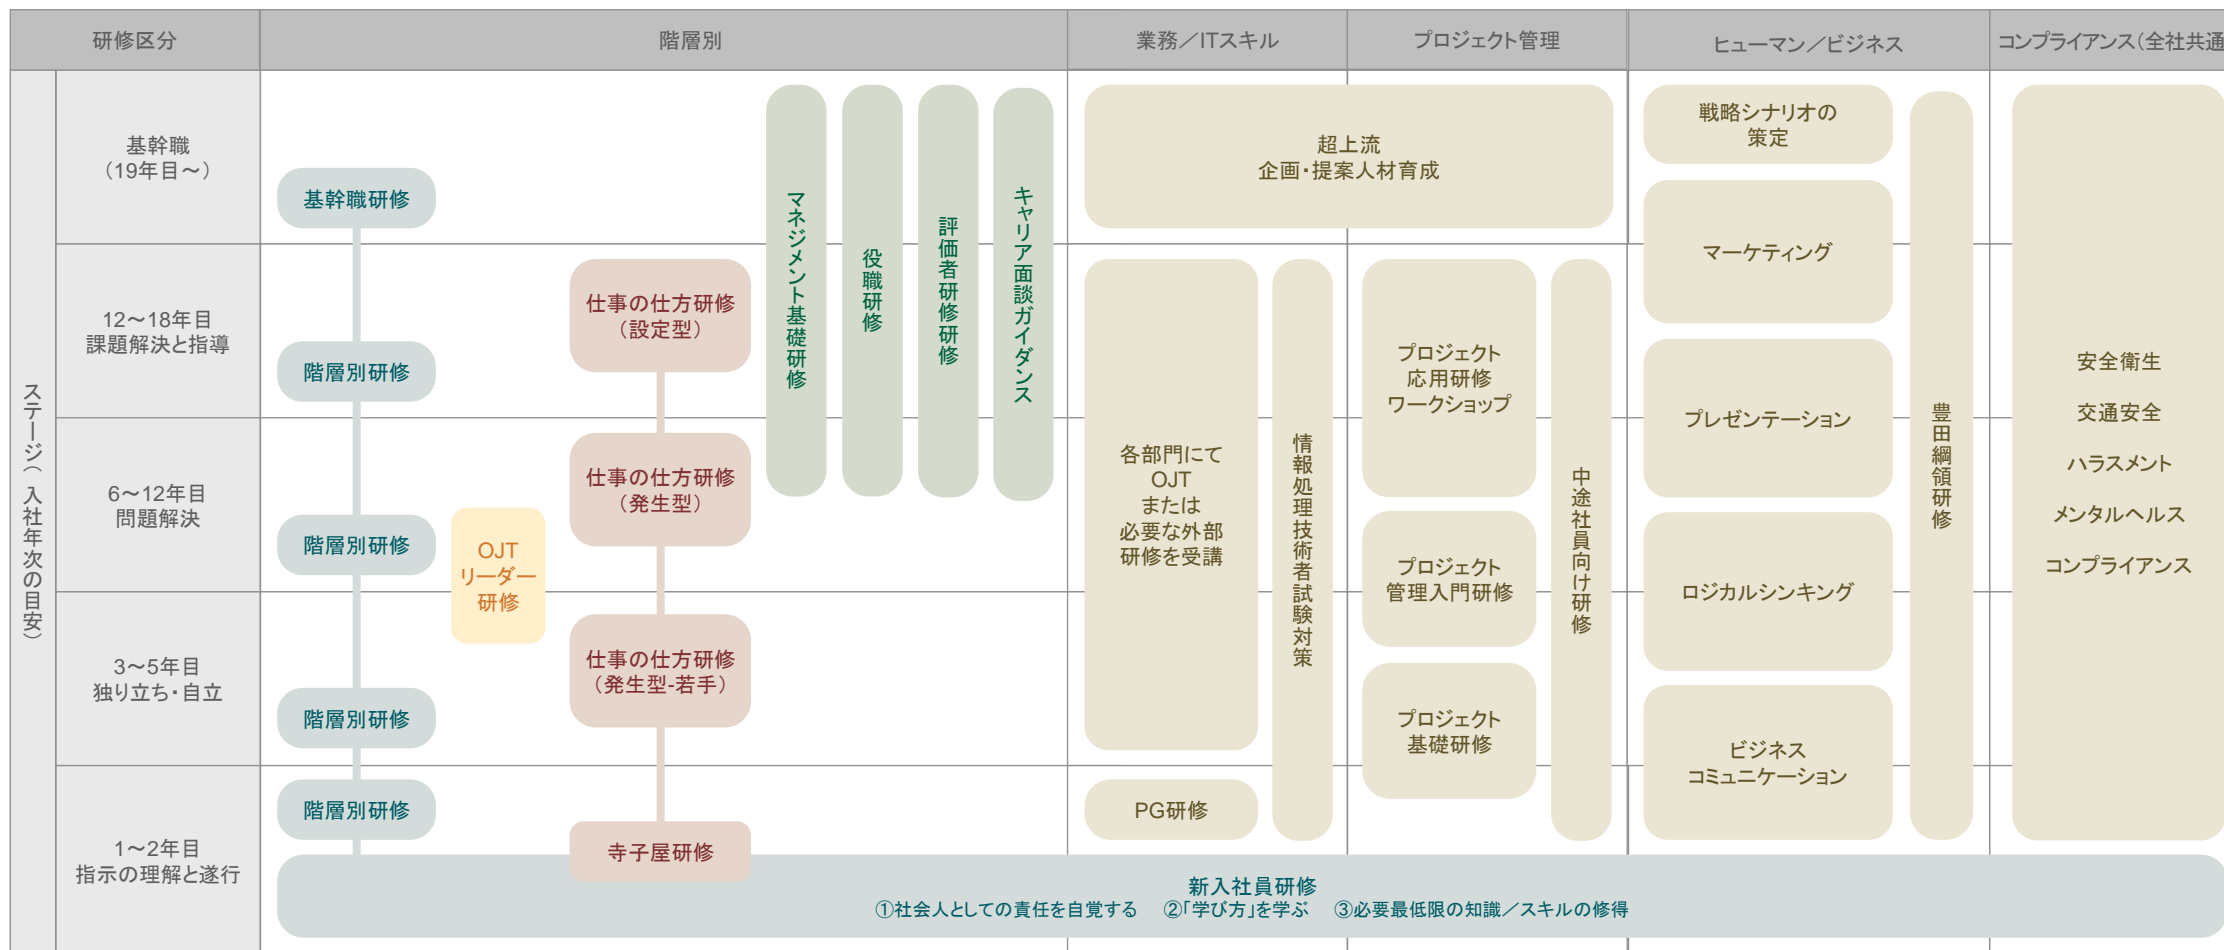 研修区分
階層別
業務／ITスキル
プロジェクト管理
ヒューマン／ビジネス
コンプライアンス（全社共通
ステージ（入社年次の目安）
基幹職
（19年目～）
12～18年目
課題解決と指導
6～12年目
問題解決
3～5年目
独り立ち・自立
1～2年目
指示の理解と遂行
基幹職研修
階層別研修
階層別研修
階層別研修
階層別研修
OJT
リーダー
研修
仕事の仕方研修
（設定型）
仕事の仕方研修
（発生型）
仕事の仕方研修
（発生型-若手）
寺子屋研修
マネジメント基礎研修
役職研修
評価者研修研修
キャリア面談ガイダンス
超上流
企画・提案人材育成
各部門にて
OJT
または
必要な外部
研修を受講
PG研修
情報処理技術者試験対策
プロジェクト
応用研修
ワークショップ
プロジェクト
管理入門研修
プロジェクト
基礎研修
中途社員向け研修
戦略シナリオの
策定
マーケティング
プレゼンテーション
ロジカルシンキング
ビジネス
コミュニケーション
豊田綱領研修
安全衛生
交通安全
ハラスメント
メンタルヘルス
コンプライアンス
新入社員研修
①社会人としての責任を自覚する　②「学び方」を学ぶ　③必要最低限の知識／スキルの修得